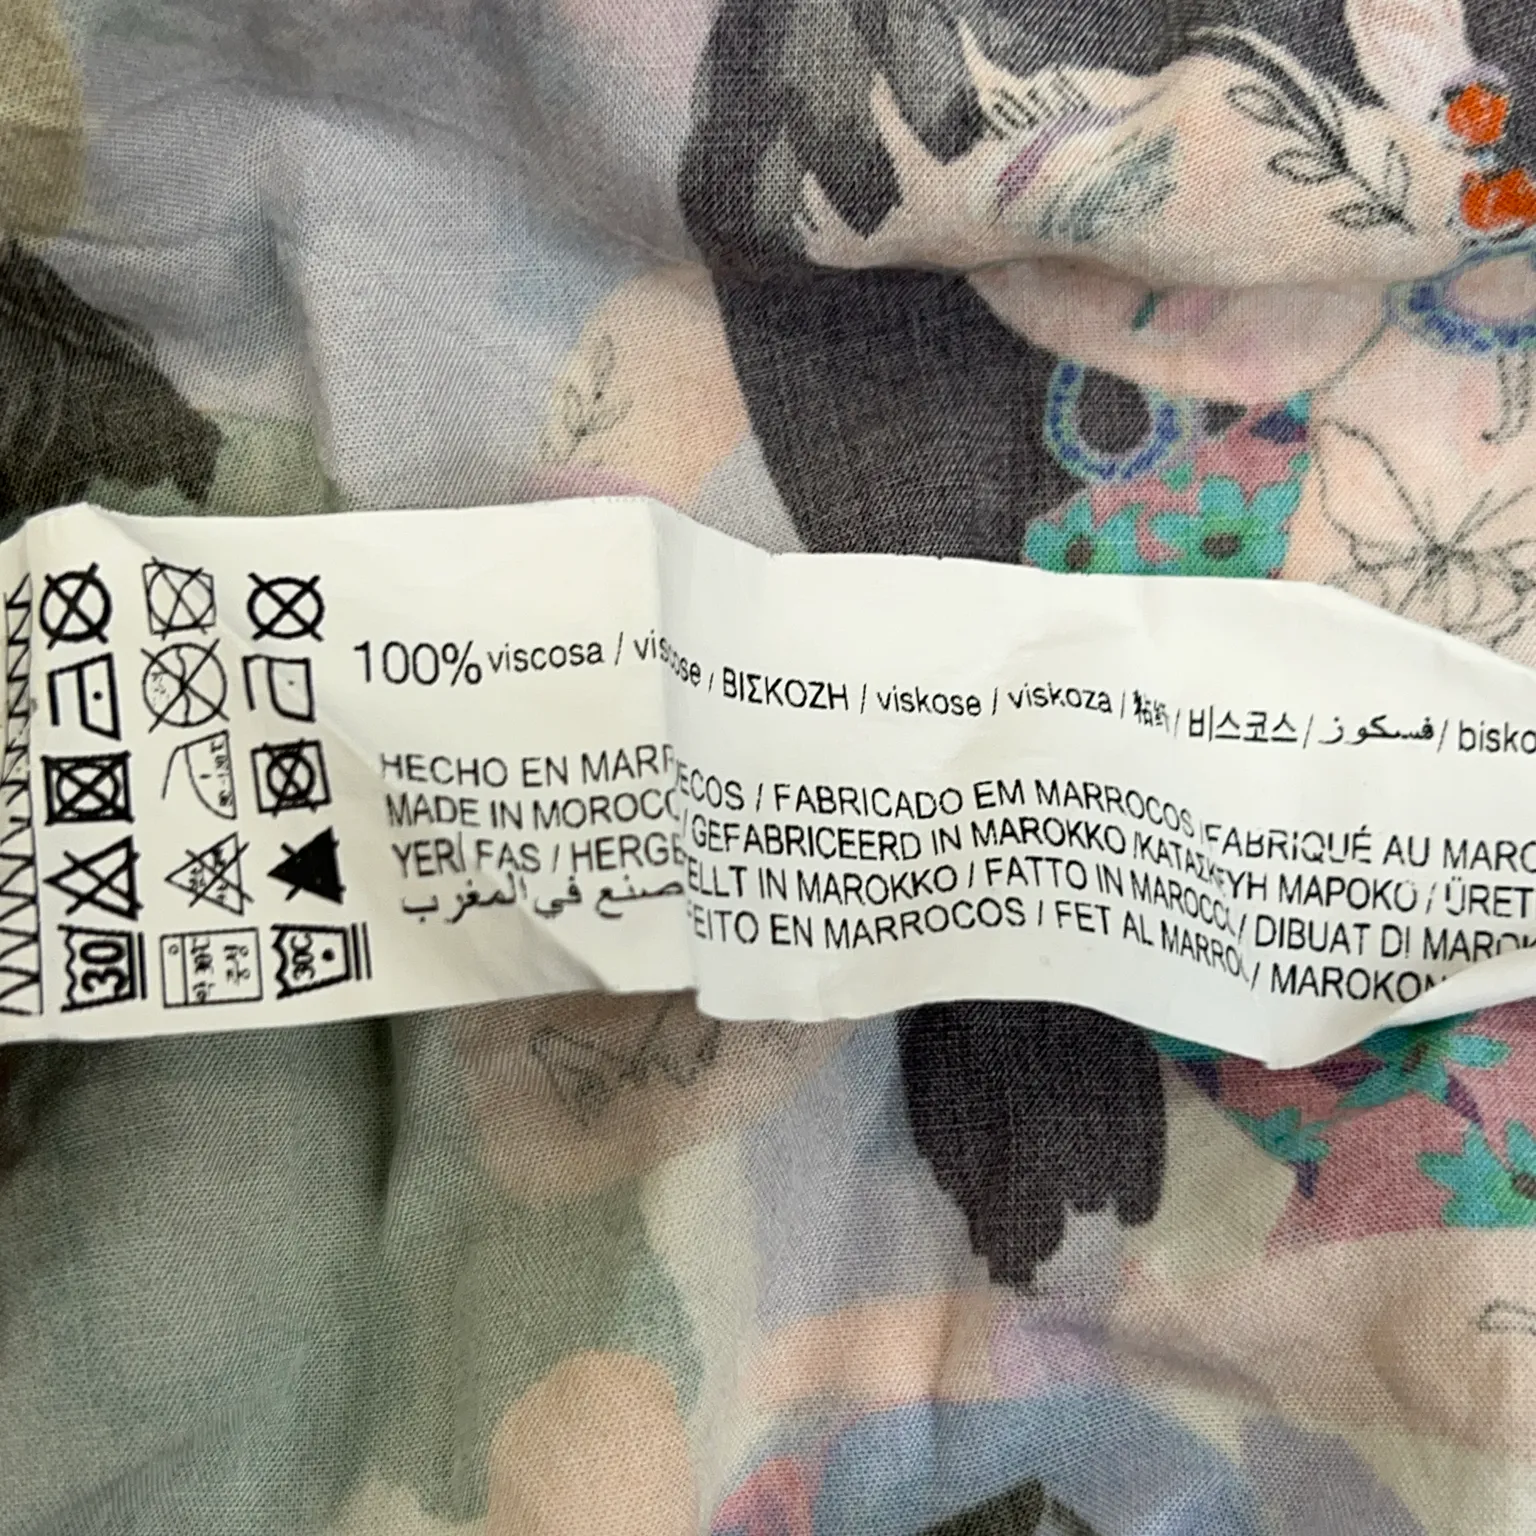 100% viscosa / viscose / ΒΙΣΚΟΖΗ / viskose / viskoza / 비스코스 / فسكوز / bisko
HECHO EN MARRUECOS / FABRICADO EM MARROCOS / FABRIQUÉ AU MARO
MADE IN MOROCCO / GEFABRICEERD IN MAROKKO / ΚΑΤΑΣΚΕΥΗ ΜΑΡΟΚΟ / ÜRET
YERİ FAS / HERGESTELLT IN MAROKKO / FATTO IN MAROCCO / DIBUAT DI MAROK
صنع في المغرب FEITO EN MARROCOS / FET AL MARROC / MAROKON
30
30C